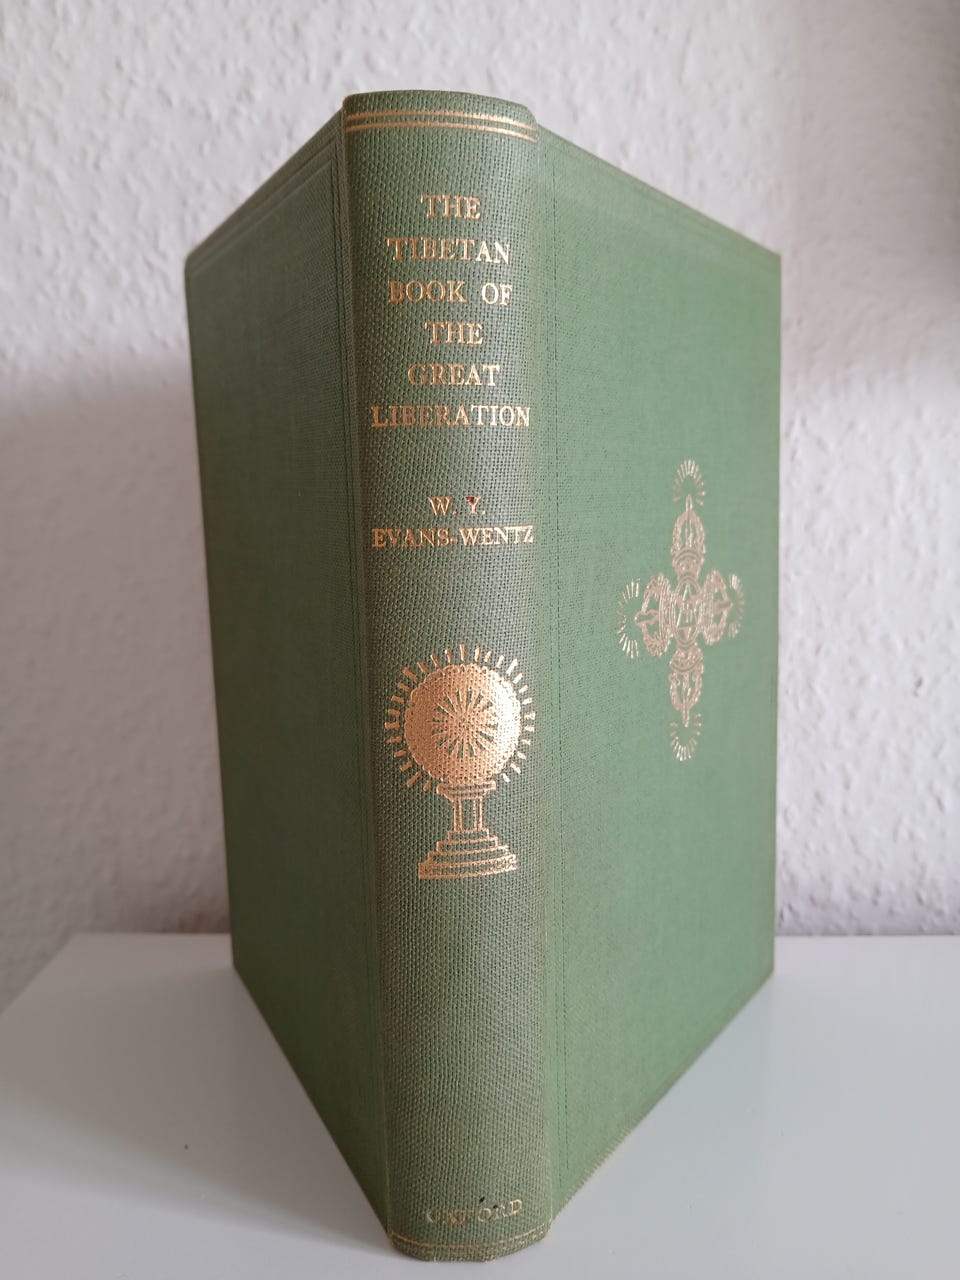 THE
TIBETAN
BOOK OF
THE
GREAT
LIBERATION
W. Y.
EVANS-WENTZ
OXFORD